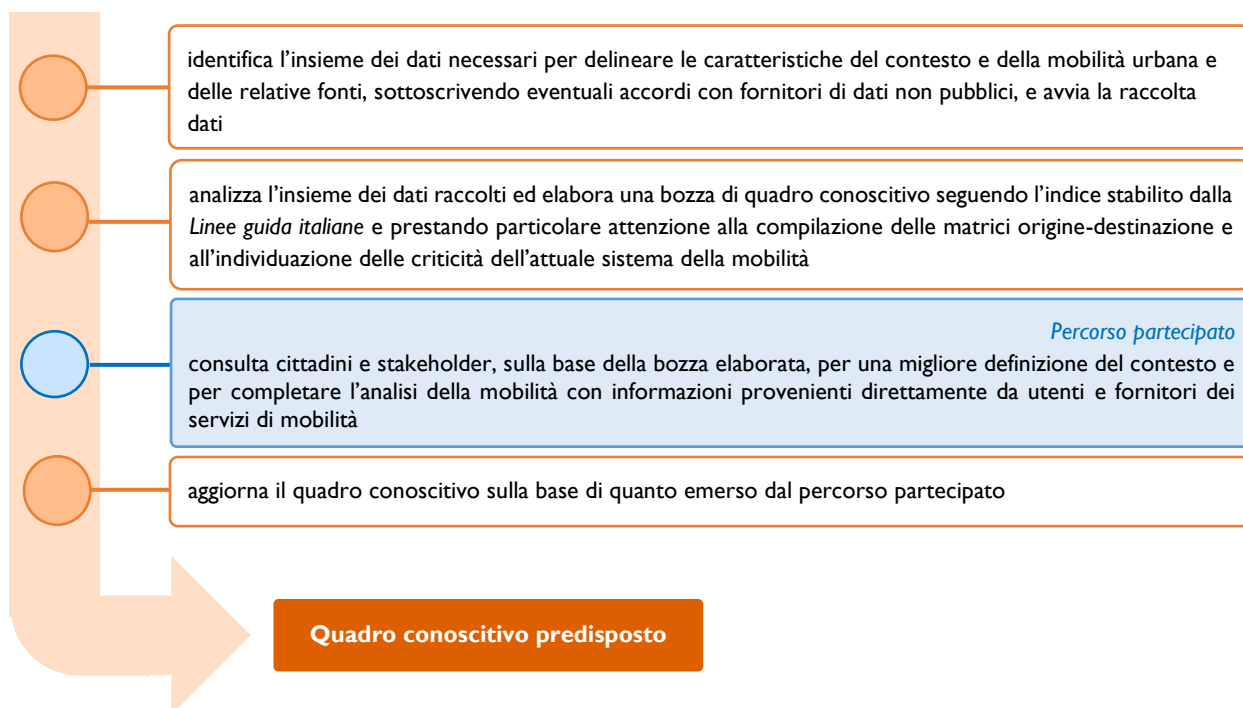 identifica l’insieme dei dati necessari per delineare le caratteristiche del contesto e della mobilità urbana e
delle relative fonti, sottoscrivendo eventuali accordi con fornitori di dati non pubblici, e avvia la raccolta
dati
analizza l’insieme dei dati raccolti ed elabora una bozza di quadro conoscitivo seguendo l’indice stabilito dalla
Linee guida italiane e prestando particolare attenzione alla compilazione delle matrici origine-destinazione e
all’individuazione delle criticità dell’attuale sistema della mobilità
Percorso partecipato
consulta cittadini e stakeholder, sulla base della bozza elaborata, per una migliore definizione del contesto e
per completare l’analisi della mobilità con informazioni provenienti direttamente da utenti e fornitori dei
servizi di mobilità
aggiorna il quadro conoscitivo sulla base di quanto emerso dal percorso partecipato
Quadro conoscitivo predisposto